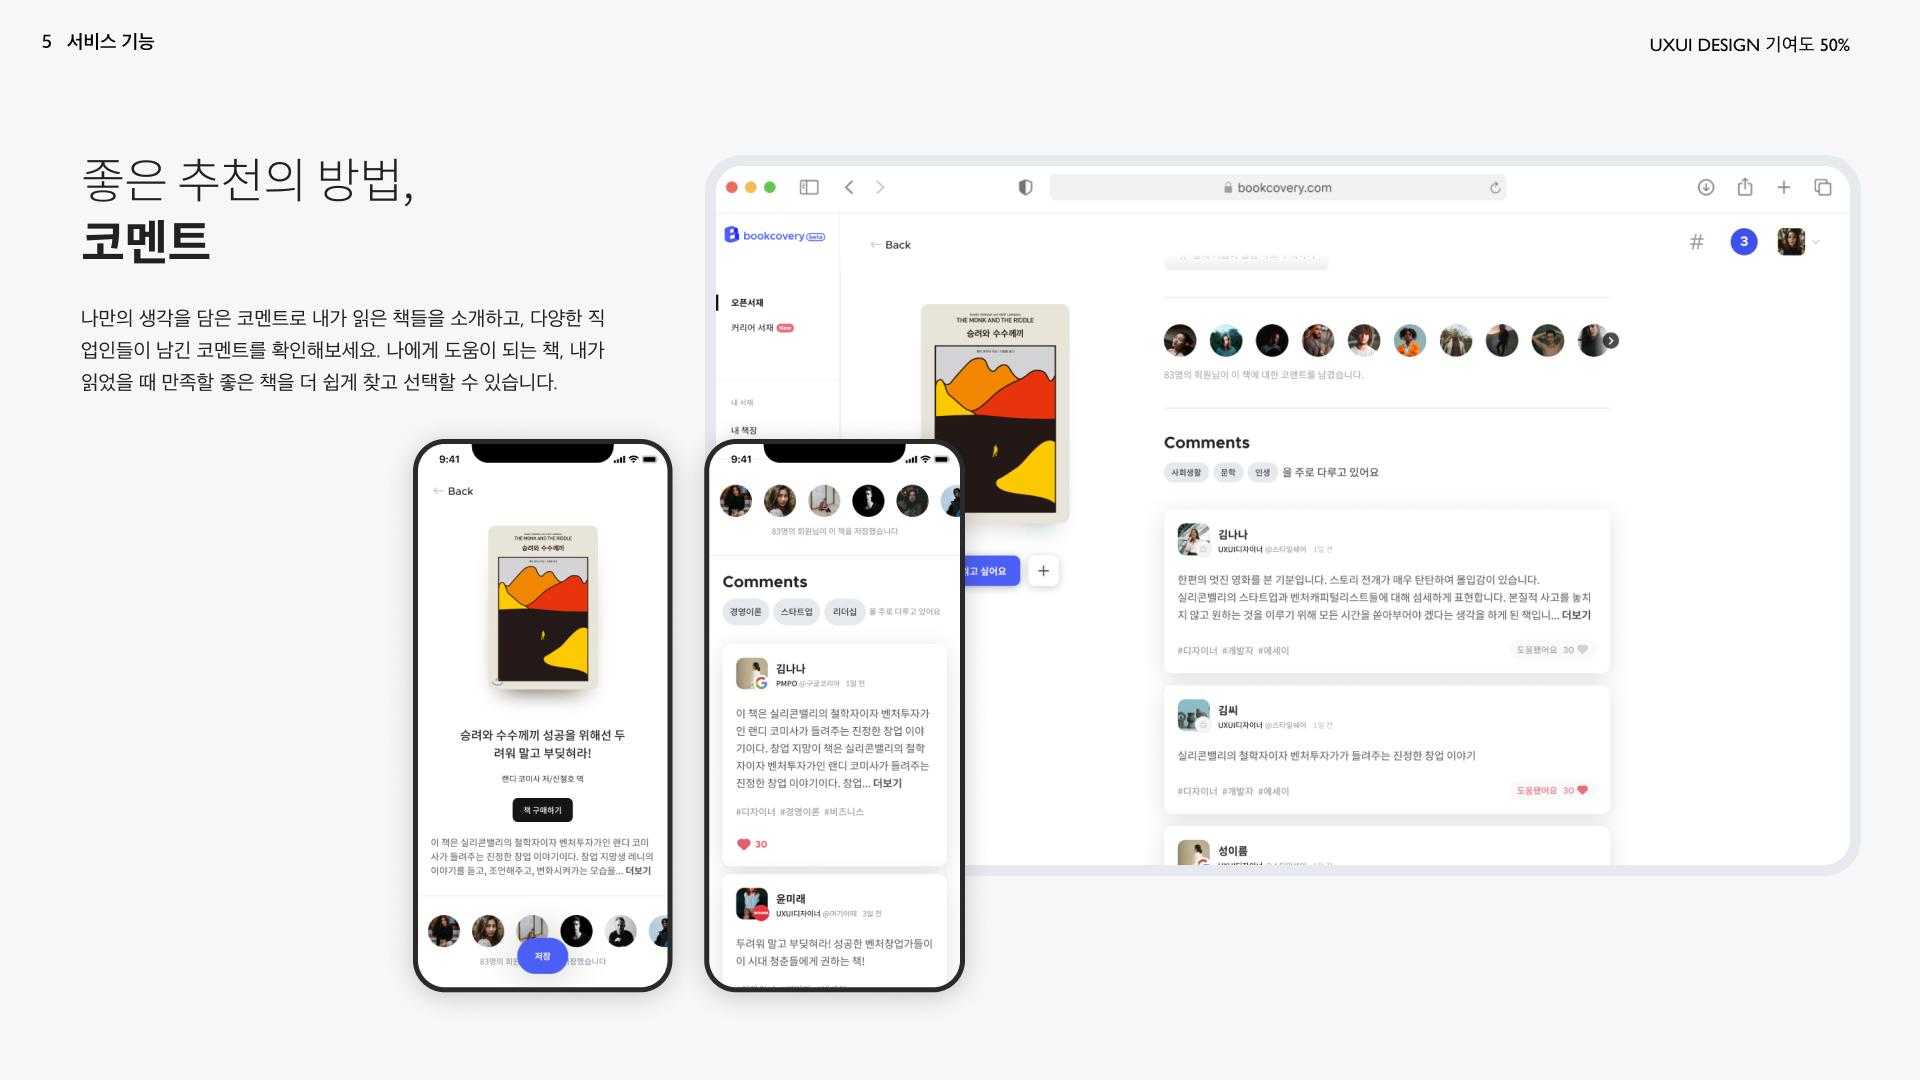 5 서비스 기능
UXUI DESIGN 기여도 50%
좋은 추천의 방법,
코멘트
나만의 생각을 담은 코멘트로 내가 읽은 책들을 소개하고, 다양한 직
업인들이 남긴 코멘트를 확인해보세요. 나에게 도움이 되는 책, 내가
읽었을 때 만족할 좋은 책을 더 쉽게 찾고 선택할 수 있습니다.
bookcovery.com
bookcovery beta
Back
# 3
오픈서재
커리어 서재 New
내 서재
내 책장
THE MONK AND THE RIDDLE
승려와 수수께끼
읽고 싶어요
83명의 회원님이 이 책에 대한 코멘트를 남겼습니다.
Comments
사회생활 문학 인생 을 주로 다루고 있어요
김나나
UXUI디자이너 @스타일쉐어 1일 전
한편의 멋진 영화를 본 기분입니다. 스토리 전개가 매우 탄탄하여 몰입감이 있습니다.
실리콘벨리의 스타트업과 벤처캐피털리스트들에 대해 섬세하게 표현합니다. 본질적 사고를 놓치
지 않고 원하는 것을 이루기 위해 모든 시간을 쏟아부어야 겠다는 생각을 하게 된 책입니... 더보기
#디자이너 #개발자 #에세이
도움됐어요 30
김씨
UXUI디자이너 @스타일쉐어 1일 전
실리콘밸리의 철학자이자 벤처투자가가 들려주는 진정한 창업 이야기
#디자이너 #개발자 #에세이
도움됐어요 30
성이름
9:41
Back
THE MONK AND THE RIDDLE
승려와 수수께끼
승려와 수수께끼 성공을 위해선 두
려워 말고 부딪혀라!
랜디 코미사 저/신철호 역
책 구매하기
이 책은 실리콘밸리의 철학자이자 벤처투자가인 랜디 코미
사가 들려주는 진정한 창업 이야기이다. 창업 지망생 레니의
이야기를 듣고, 조언해주고, 변화시켜가는 모습을... 더보기
83명의 회원
저장
장했습니다
9:41
83명의 회원님이 이 책을 저장했습니다
Comments
경영이론 스타트업 리더십 을 주로 다루고 있어요
김나나
PMPO @구글코리아 1일 전
이 책은 실리콘밸리의 철학자이자 벤처투자가
인 랜디 코미사가 들려주는 진정한 창업 이야
기이다. 창업 지망이 책은 실리콘밸리의 철학
자이자 벤처투자가인 랜디 코미사가 들려주는
진정한 창업 이야기이다. 창업... 더보기
#디자이너 #경영이론 #비즈니스
30
윤미래
UXUI디자이너 @여기어때 3일 전
두려워 말고 부딪혀라! 성공한 벤처창업가들이
이 시대 청춘들에게 권하는 책!